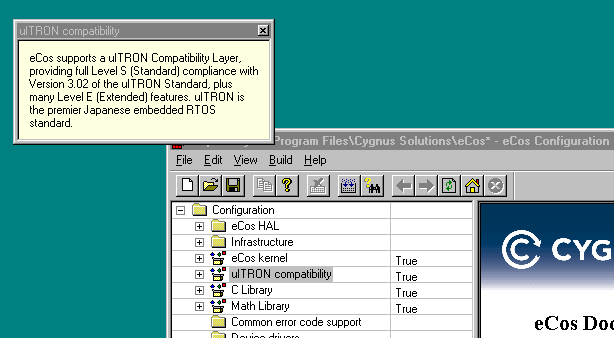 uITRON compatibility
eCos supports a uITRON Compatibility Layer,
providing full Level S (Standard) compliance with
Version 3.02 of the uITRON Standard, plus
many Level E (Extended) features. uITRON is
the premier Japanese embedded RTOS
standard.
Program Files\Cygnus Solutions\eCos* - eCos Configuration
File Edit View Build Help
Configuration
eCos HAL
Infrastructure
eCos kernel True
uITRON compatibility True
C Library True
Math Library True
Common error code support
Device drivers
CYG
eCos Doc